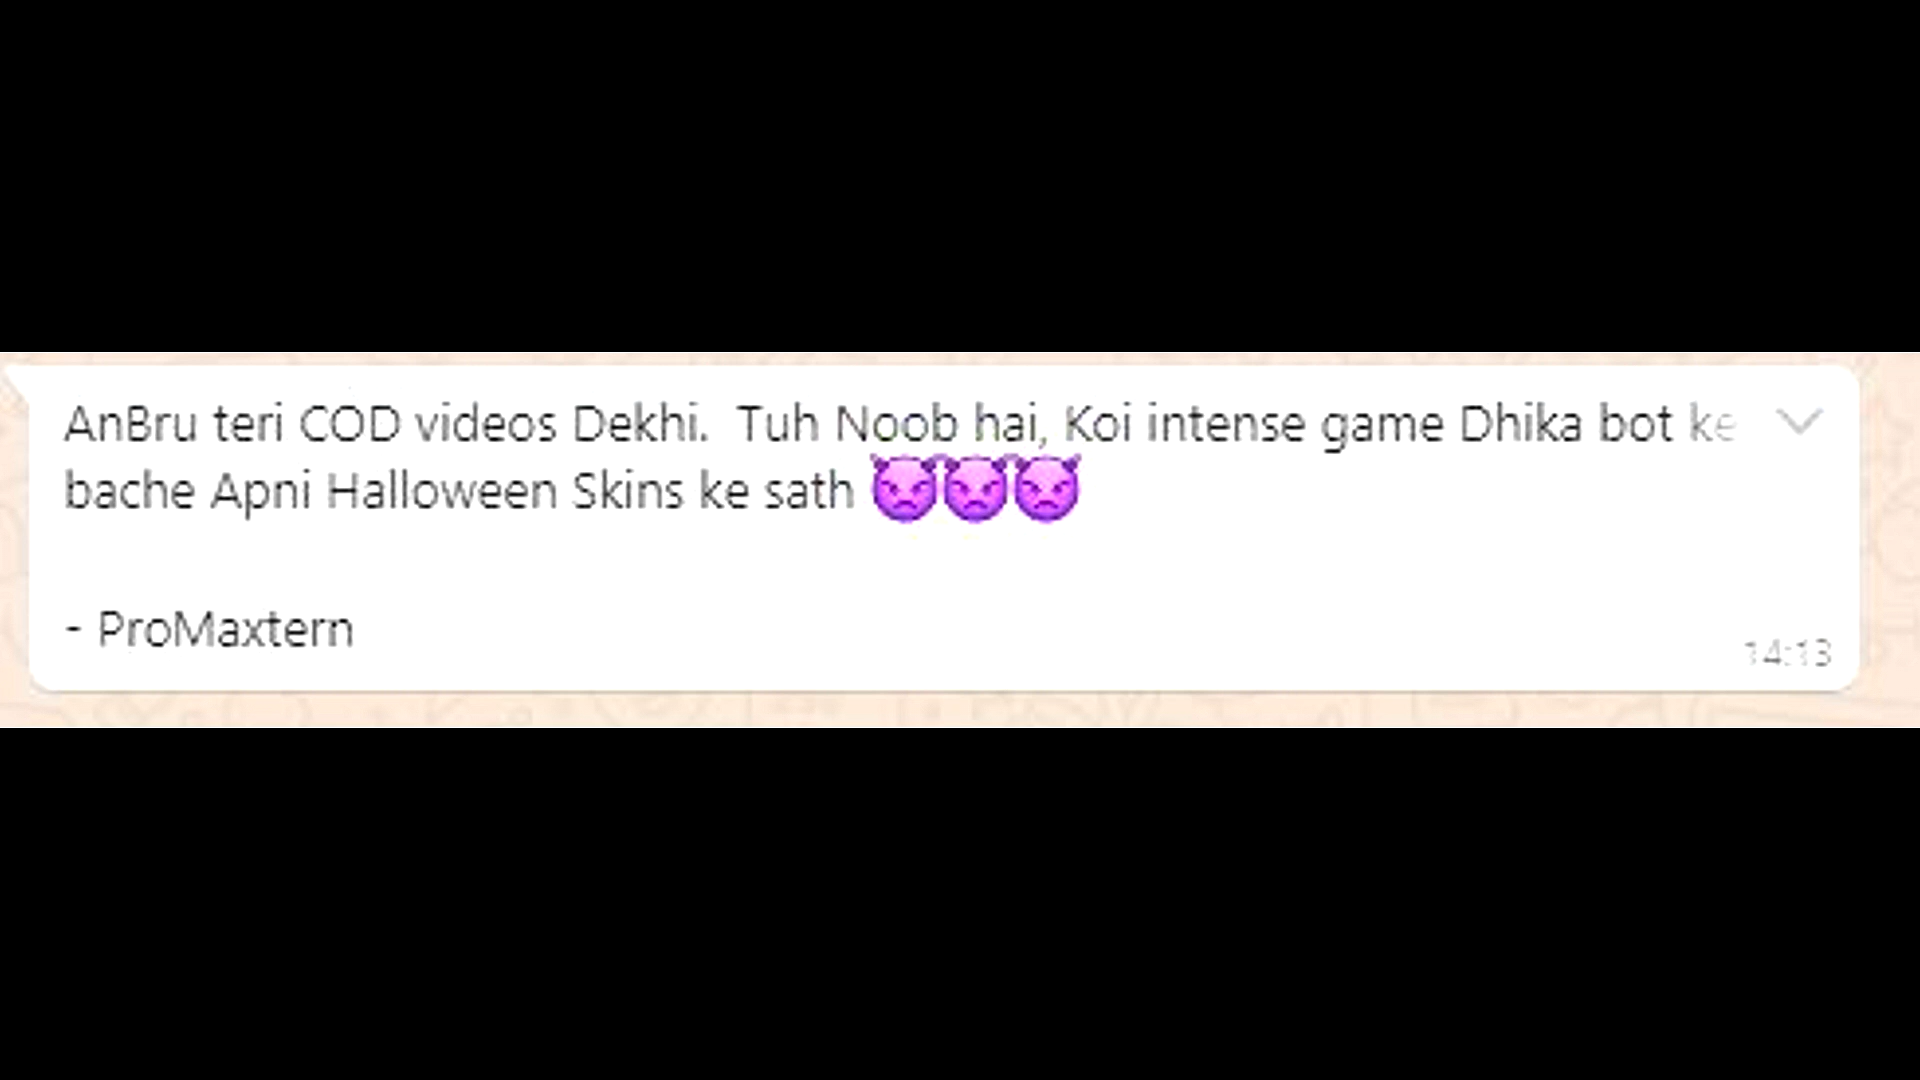 AnBru teri COD videos Dekhi.  Tuh Noob hai, Koi intense game Dhika bot ke
bache Apni Halloween Skins ke sath 👿👿👿
- ProMaxtern
14:13